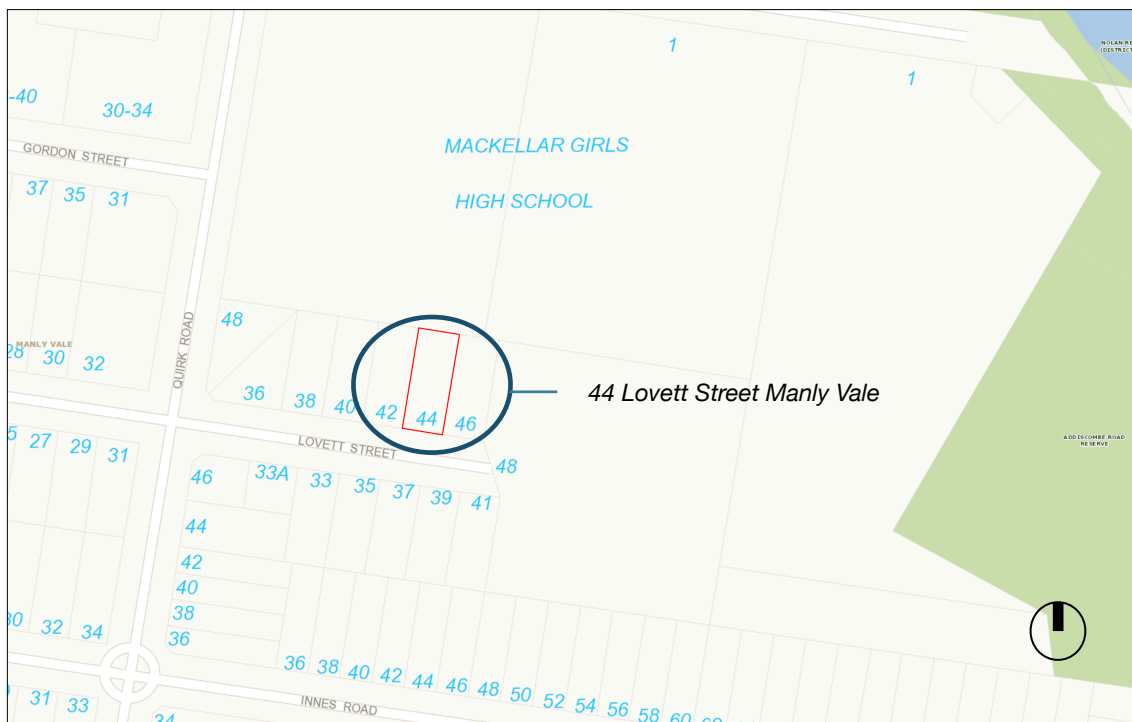 1
1
NOLAN RE
(DISTRICT
-40
30-34
GORDON STREET
MACKELLAR GIRLS
HIGH SCHOOL
37 35 31
QUIRK ROAD
48
MANLY VALE
28 30 32
36 38 40 42 44 46
44 Lovett Street Manly Vale
LOVETT STREET
48
ADDISCOMBE ROAD
RESERVE
27 29 31
46 33A 33 35 37 39 41
44
42
40
38
36
30 32 34
36 38 40 42 44 46 48 50 52 54 56 58 60
INNES ROAD
31 33
34